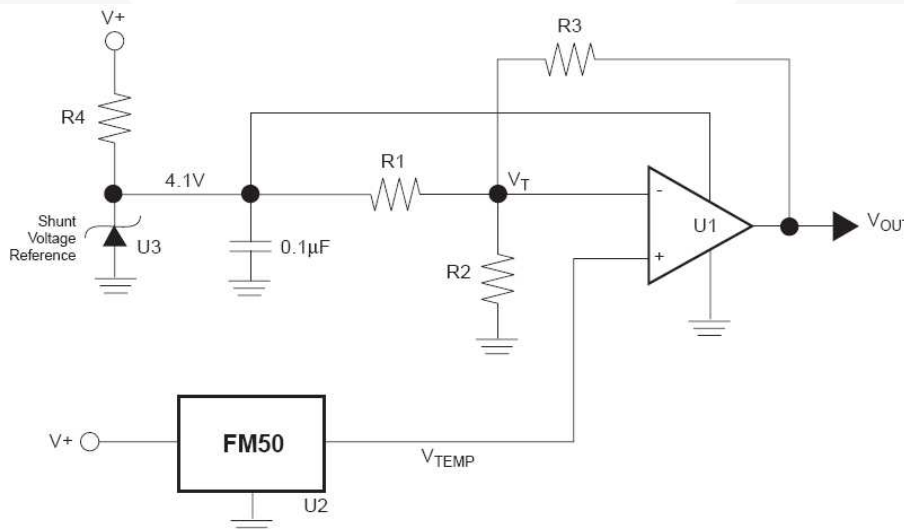 V+
R3
R4
R1
4.1V
VT
-
U1
VOUT
Shunt
Voltage
Reference
U3
0.1µF
R2
+
V+
FM50
VTEMP
U2